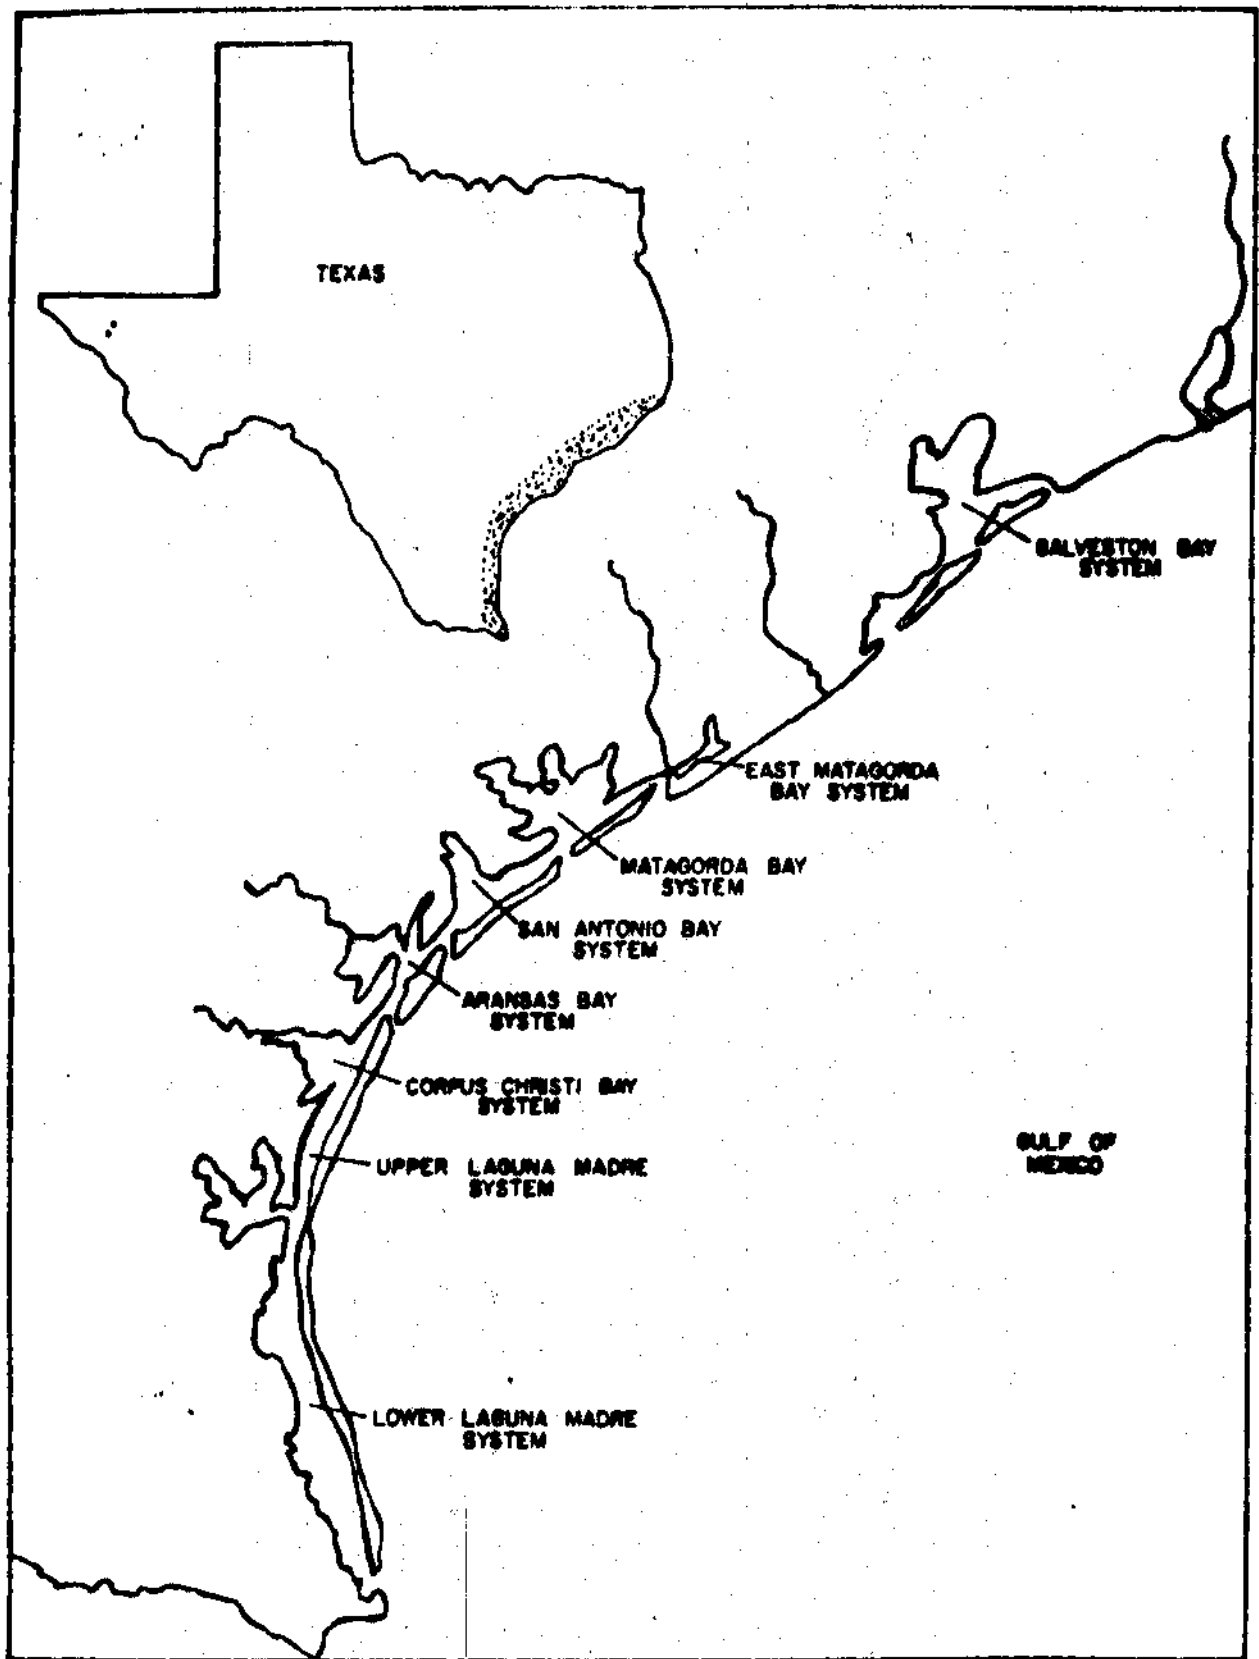 TEXAS
GALVESTON BAY
SYSTEM
EAST MATAGORDA
BAY SYSTEM
MATAGORDA BAY
SYSTEM
SAN ANTONIO BAY
SYSTEM
ARANSAS BAY
SYSTEM
CORPUS CHRISTI BAY
SYSTEM
GULF OF
MEXICO
UPPER LAGUNA MADRE
SYSTEM
LOWER LAGUNA MADRE
SYSTEM